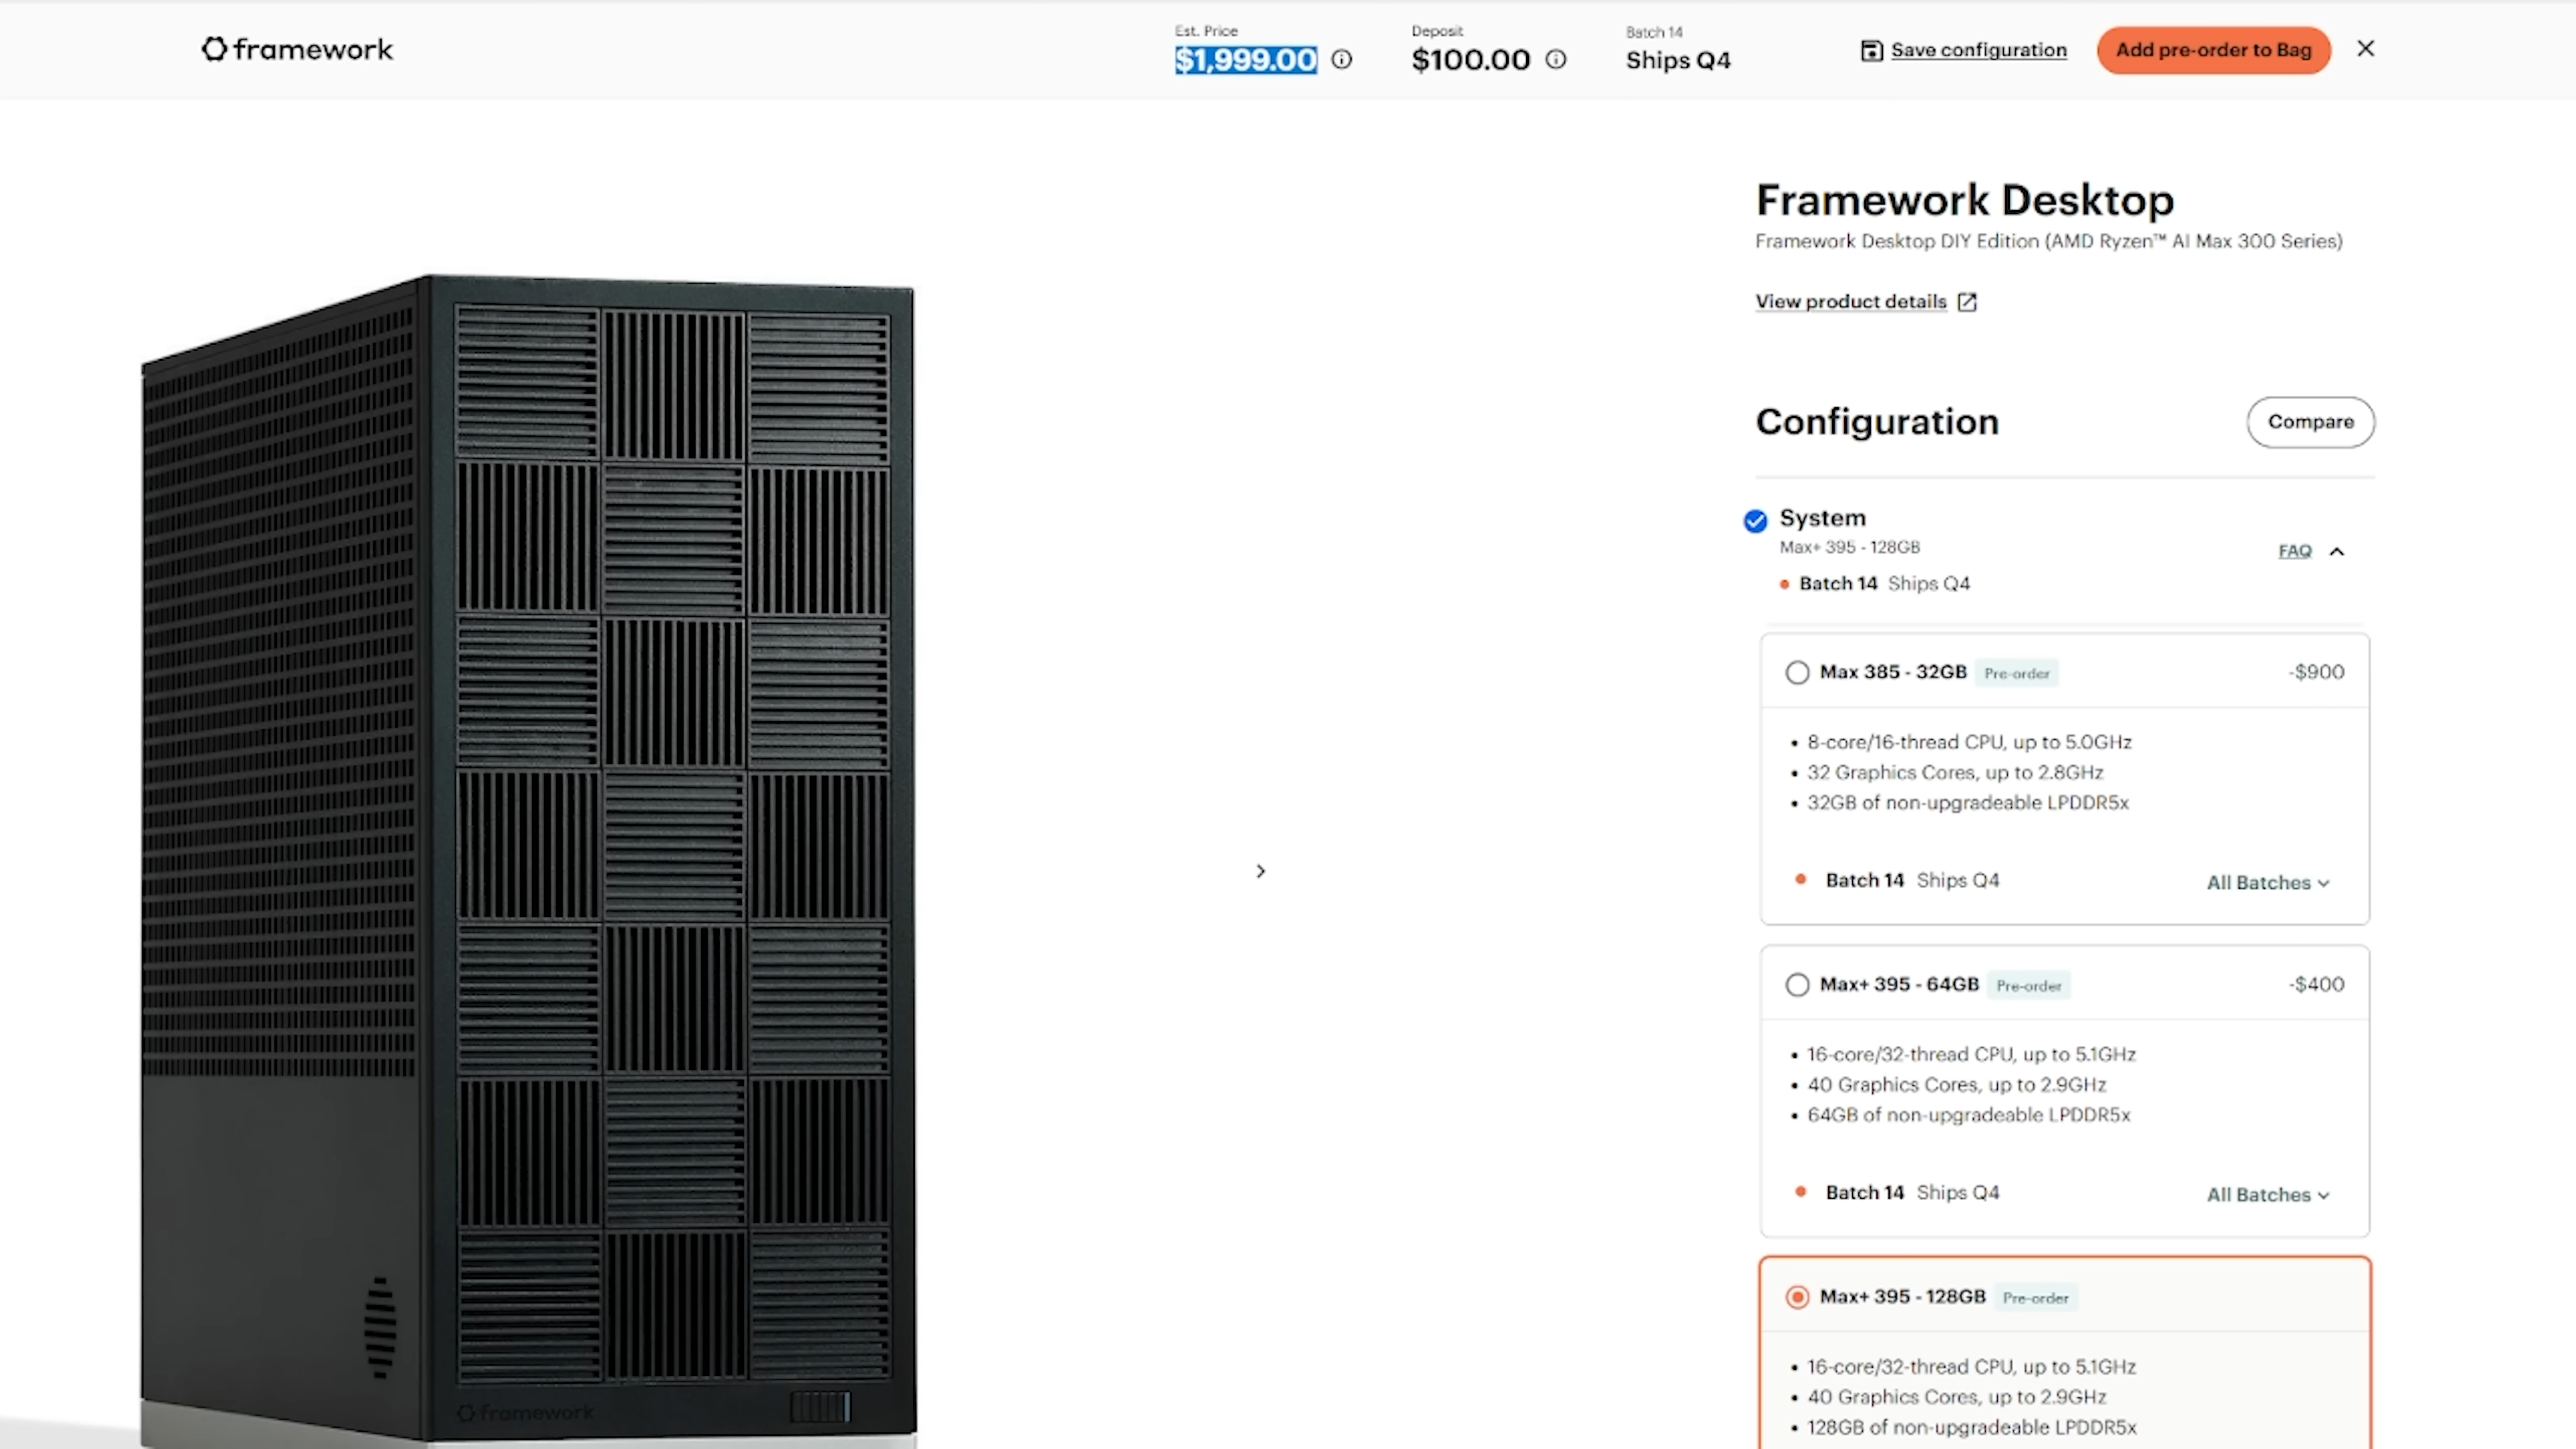 framework
Est. Price
$1,999.00
Deposit
$100.00
Batch 14
Ships Q4
Save configuration
Add pre-order to Bag
Framework Desktop
Framework Desktop DIY Edition (AMD Ryzen™ AI Max 300 Series)
View product details
Configuration
Compare
System
Max+ 395 - 128GB
FAQ
Batch 14 Ships Q4
Max 385 - 32GB Pre-order -$900
• 8-core/16-thread CPU, up to 5.0GHz
• 32 Graphics Cores, up to 2.8GHz
• 32GB of non-upgradeable LPDDR5x
Batch 14 Ships Q4 All Batches
Max+ 395 - 64GB Pre-order -$400
• 16-core/32-thread CPU, up to 5.1GHz
• 40 Graphics Cores, up to 2.9GHz
• 64GB of non-upgradeable LPDDR5x
Batch 14 Ships Q4 All Batches
Max+ 395 - 128GB Pre-order
• 16-core/32-thread CPU, up to 5.1GHz
• 40 Graphics Cores, up to 2.9GHz
• 128GB of non-upgradeable LPDDR5x
framework